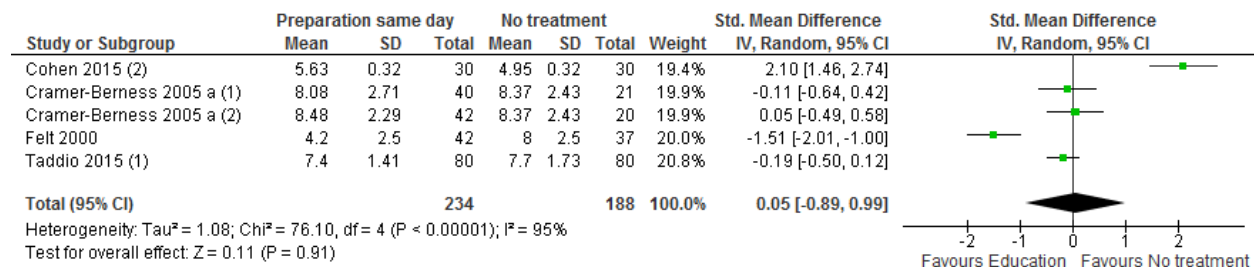 Preparation same day No treatment Std. Mean Difference Std. Mean Difference
Study or Subgroup Mean SD Total Mean SD Total Weight IV, Random, 95% CI IV, Random, 95% CI
Cohen 2015 (2) 5.63 0.32 30 4.95 0.32 30 19.4% 2.10 [1.46, 2.74]
Cramer-Berness 2005 a (1) 8.08 2.71 40 8.37 2.43 21 19.9% -0.11 [-0.64, 0.42]
Cramer-Berness 2005 a (2) 8.48 2.29 42 8.37 2.43 20 19.9% 0.05 [-0.49, 0.58]
Felt 2000 4.2 2.5 42 8 2.5 37 20.0% -1.51 [-2.01, -1.00]
Taddio 2015 (1) 7.4 1.41 80 7.7 1.73 80 20.8% -0.19 [-0.50, 0.12]
Total (95% CI) 234 188 100.0% 0.05 [-0.89, 0.99]
Heterogeneity: Tau² = 1.08; Chi² = 76.10, df = 4 (P < 0.00001); I² = 95%
Test for overall effect: Z = 0.11 (P = 0.91)
-2 -1 0 1 2
Favours Education Favours No treatment